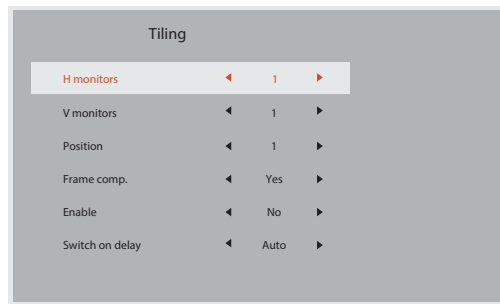 Tiling
H monitors 1
V monitors 1
Position 1
Frame comp. Yes
Enable No
Switch on delay Auto